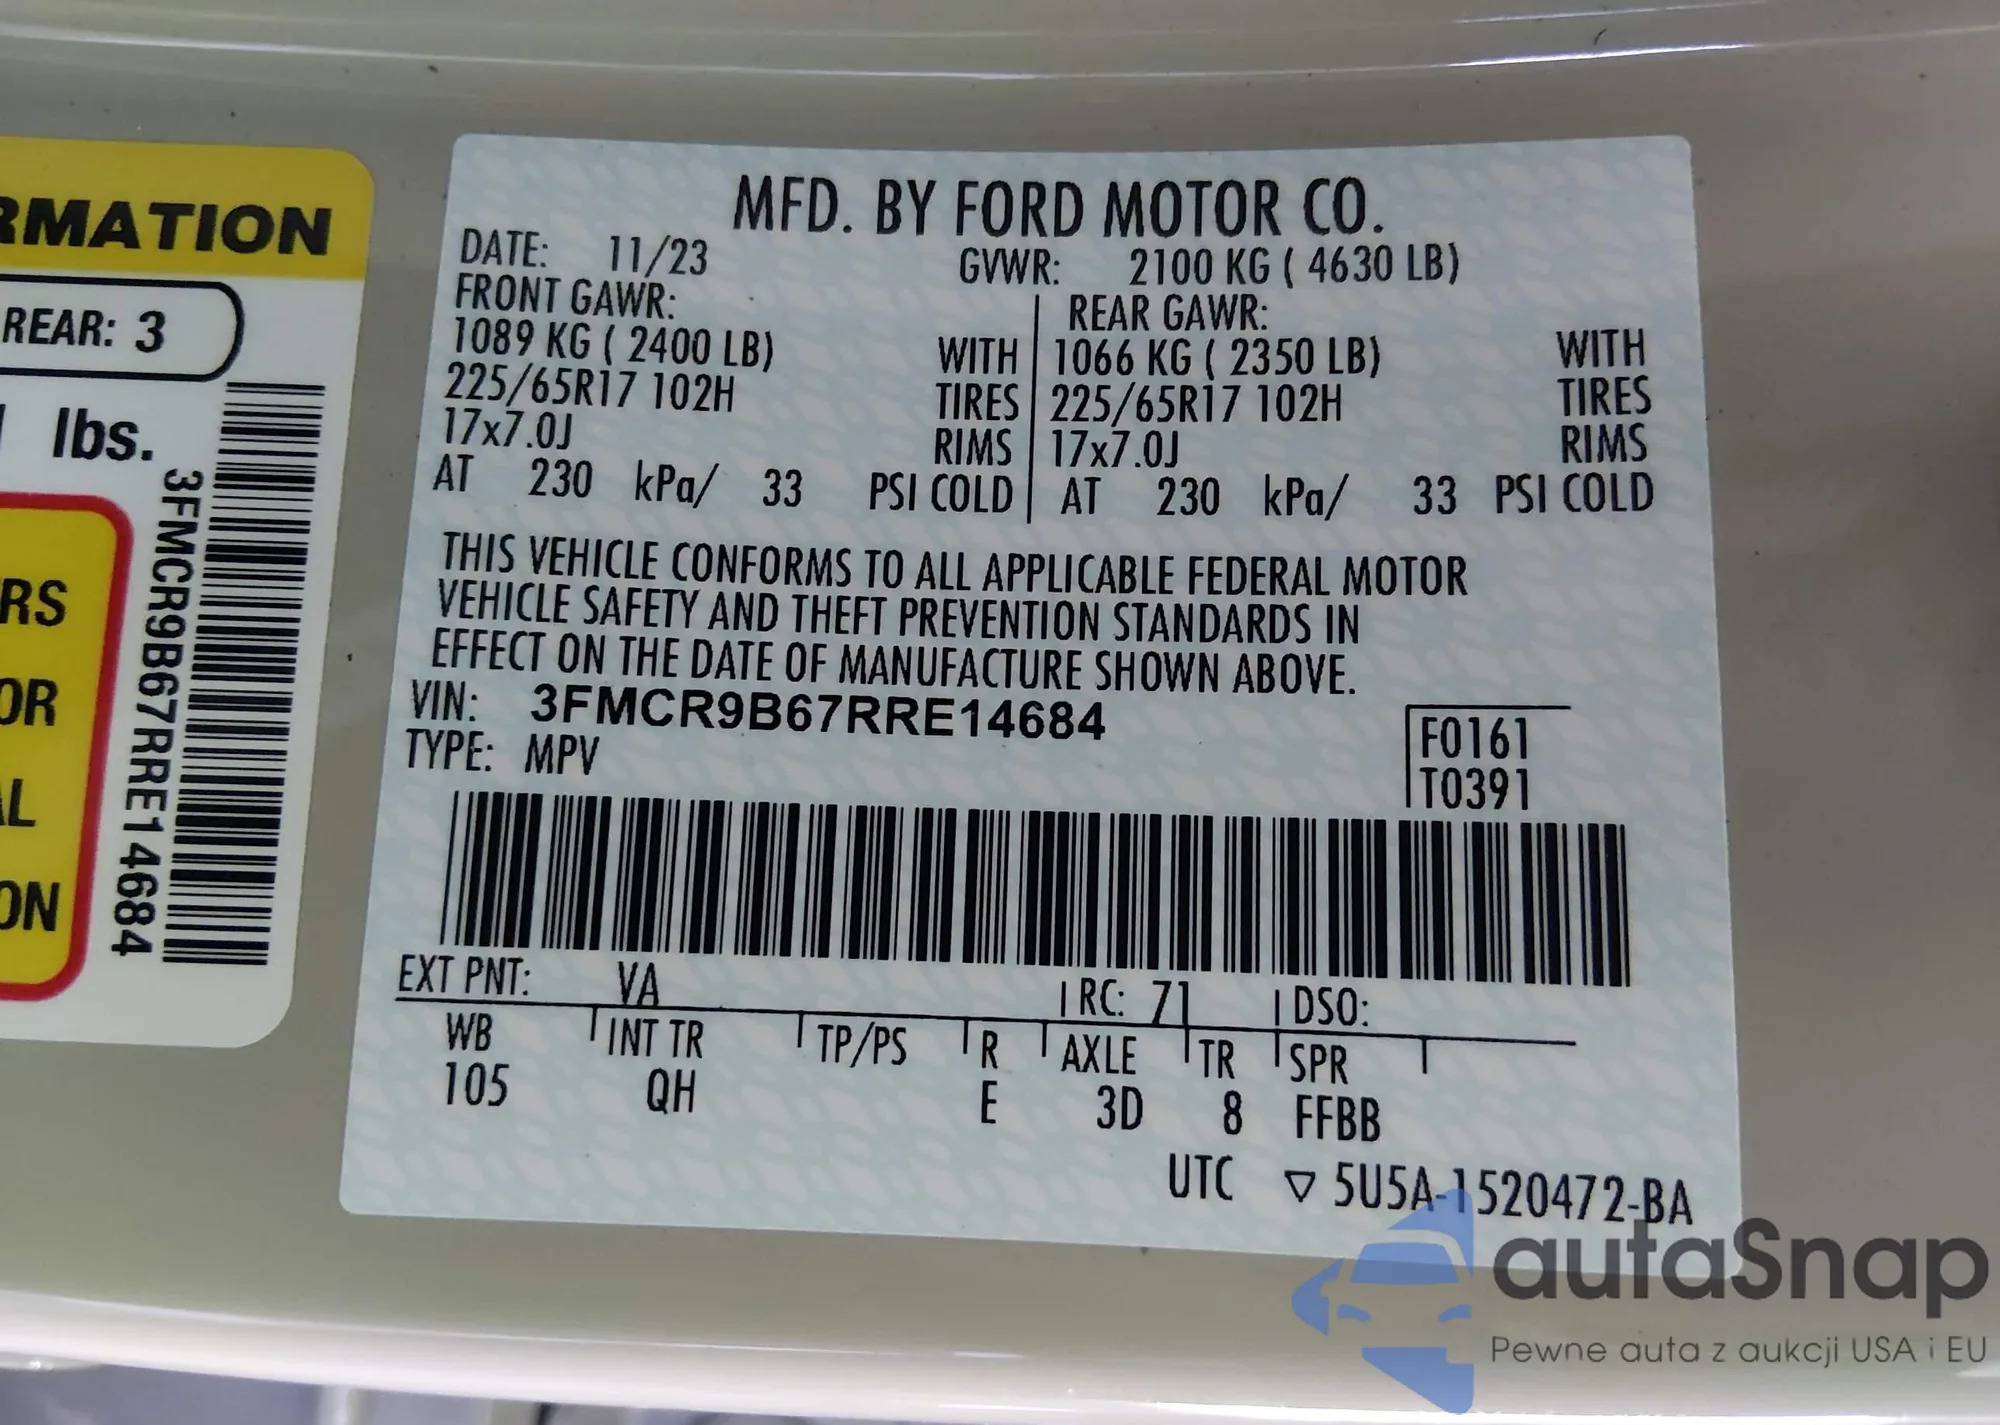 RMATION
REAR: 3
lbs.
RS
OR
AL
ON
3FMCR9B67RRE14684
MFD. BY FORD MOTOR CO.
DATE: 11/23 GVWR: 2100 KG ( 4630 LB)
FRONT GAWR: REAR GAWR:
1089 KG ( 2400 LB) WITH 1066 KG ( 2350 LB) WITH
225/65R17 102H TIRES 225/65R17 102H TIRES
17x7.0J RIMS 17x7.0J RIMS
AT 230 kPa/ 33 PSI COLD AT 230 kPa/ 33 PSI COLD
THIS VEHICLE CONFORMS TO ALL APPLICABLE FEDERAL MOTOR
VEHICLE SAFETY AND THEFT PREVENTION STANDARDS IN
EFFECT ON THE DATE OF MANUFACTURE SHOWN ABOVE.
VIN: 3FMCR9B67RRE14684
TYPE: MPV
F0161
T0391
EXT PNT: VA RC: 71 DSO:
WB INT TR TP/PS R AXLE TR SPR
105 QH E 3D 8 FFBB
UTC ▽ 5U5A-1520472-BA
autaSnap
Pewne auta z aukcji USA i EU